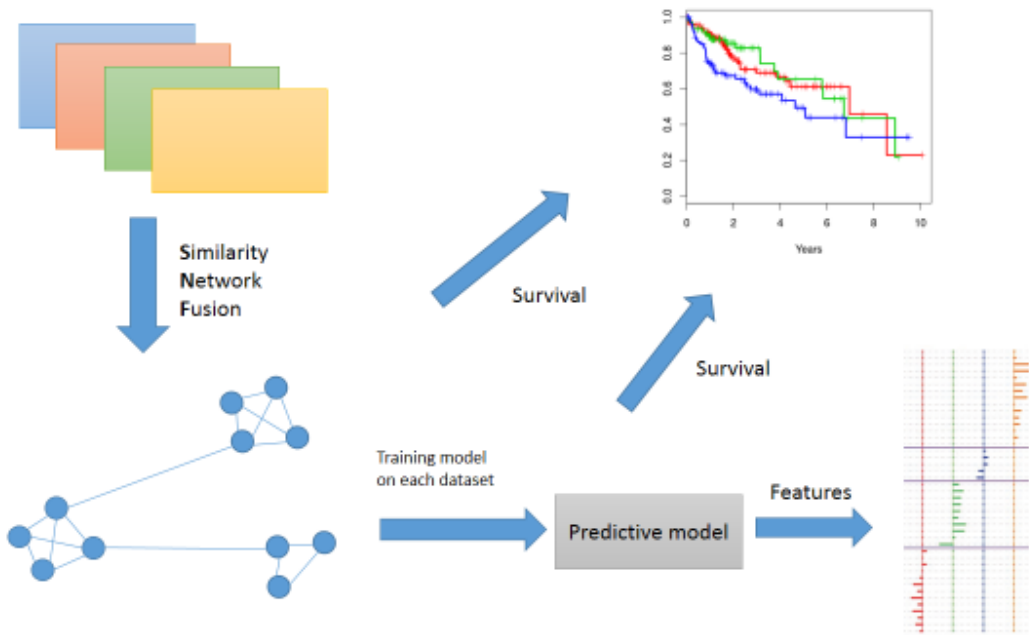 Similarity
Network
Fusion
Survival
1.0
0.8
0.6
0.4
0.2
0.0
0 2 4 6 8 10
Years
Survival
Training model
on each dataset
Predictive model
Features